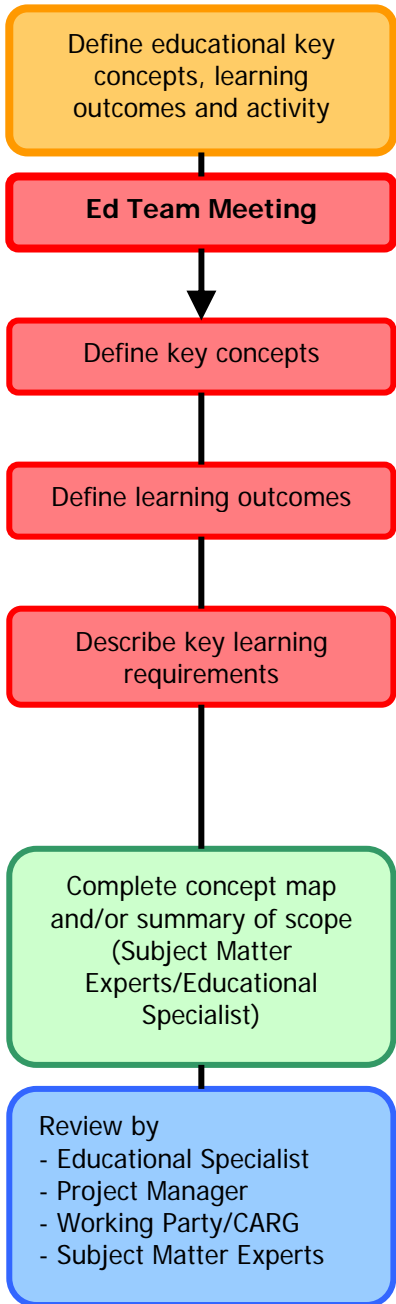 Define educational key
concepts, learning
outcomes and activity
Ed Team Meeting
Define key concepts
Define learning outcomes
Describe key learning
requirements
Complete concept map
and/or summary of scope
(Subject Matter
Experts/Educational
Specialist)
Review by
- Educational Specialist
- Project Manager
- Working Party/CARG
- Subject Matter Experts